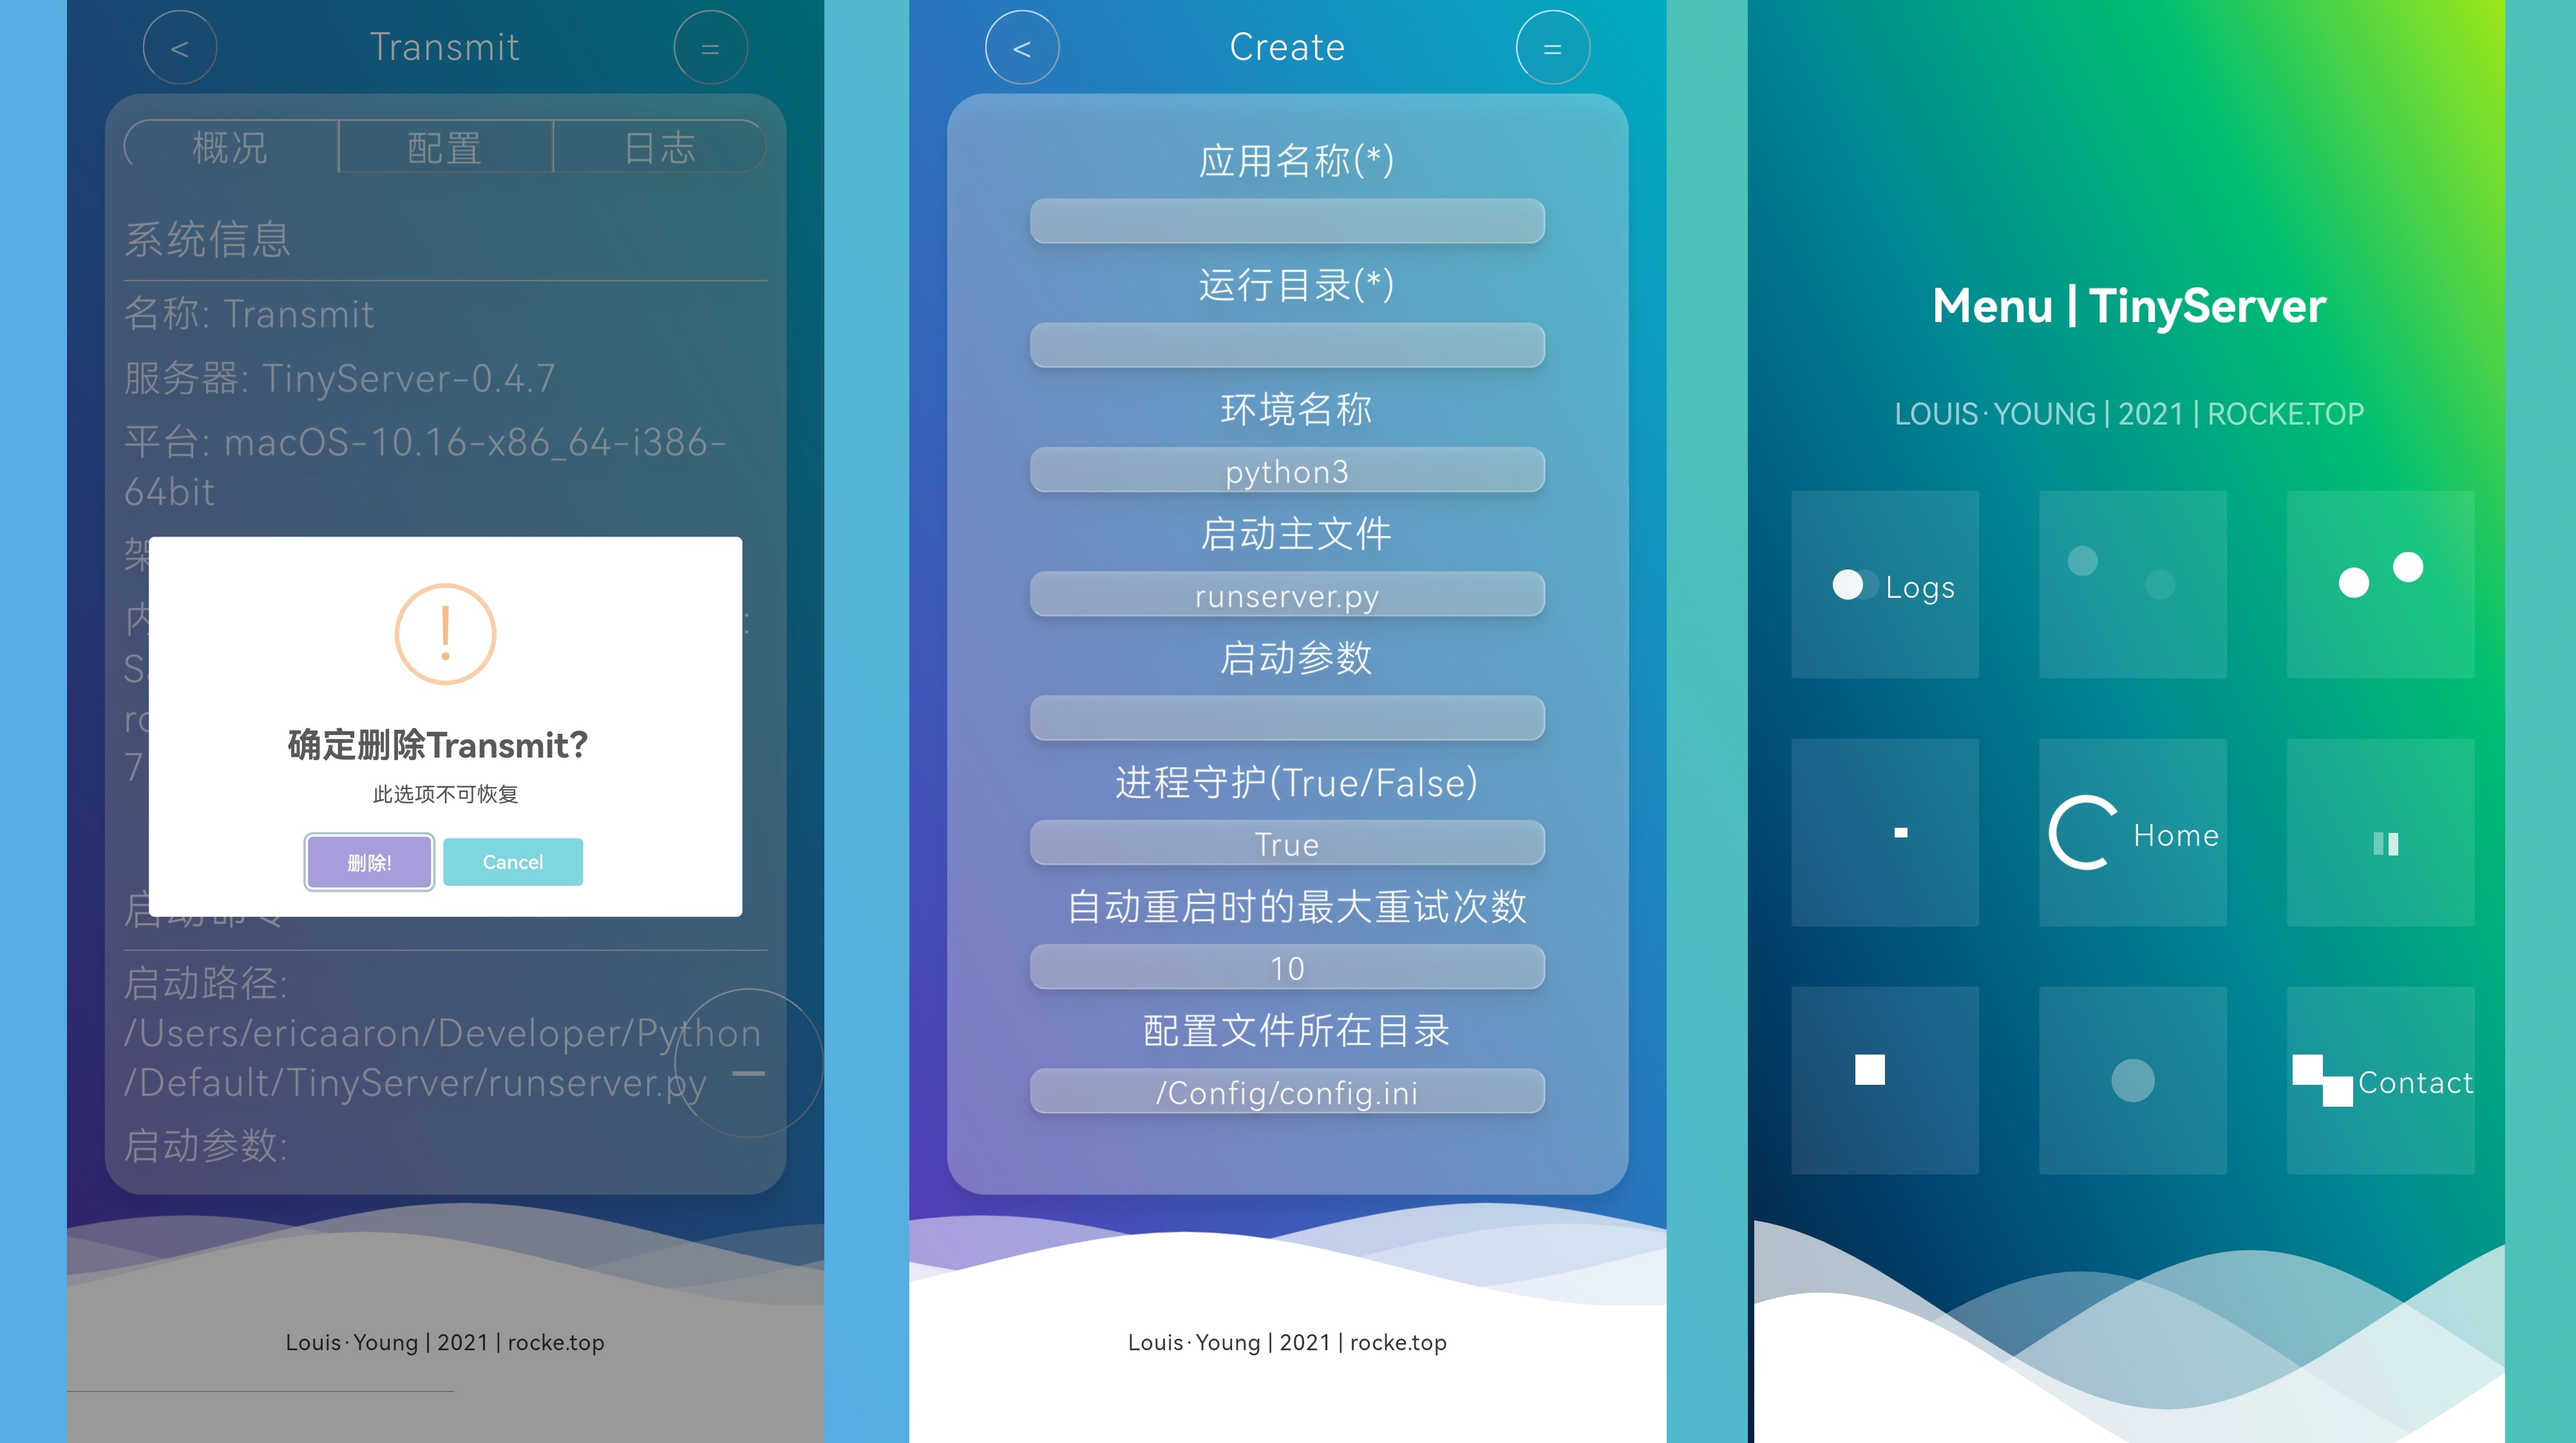 <
Transmit
=
概况
配置
日志
系统信息
名称: Transmit
服务器: TinyServer-0.4.7
平台: macOS-10.16-x86_64-i386-
64bit
:
7
确定删除Transmit?
此选项不可恢复
删除!
Cancel
启动命令
启动路径:
/Users/ericaaron/Developer/Python
/Default/TinyServer/runserver.py
启动参数:
Louis·Young | 2021 | rocke.top
<
Create
=
应用名称(*)
运行目录(*)
环境名称
python3
启动主文件
runserver.py
启动参数
进程守护(True/False)
True
自动重启时的最大重试次数
10
配置文件所在目录
/Config/config.ini
Louis·Young | 2021 | rocke.top
Menu | TinyServer
LOUIS·YOUNG | 2021 | ROCKE.TOP
Logs
Home
Contact